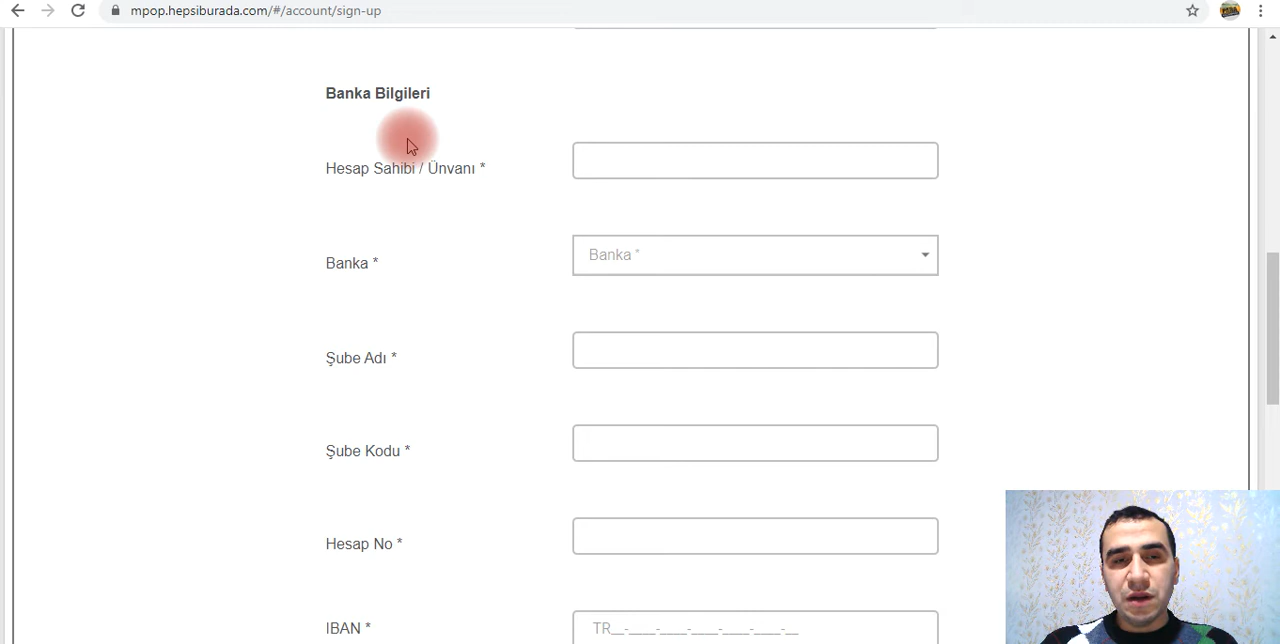 mpop.hepsiburada.com/#/account/sign-up
Banka Bilgileri
Hesap Sahibi / Ünvanı *
Banka *
Banka *
Şube Adı *
Şube Kodu *
Hesap No *
IBAN *
TR__-____-____-____-____-____-__